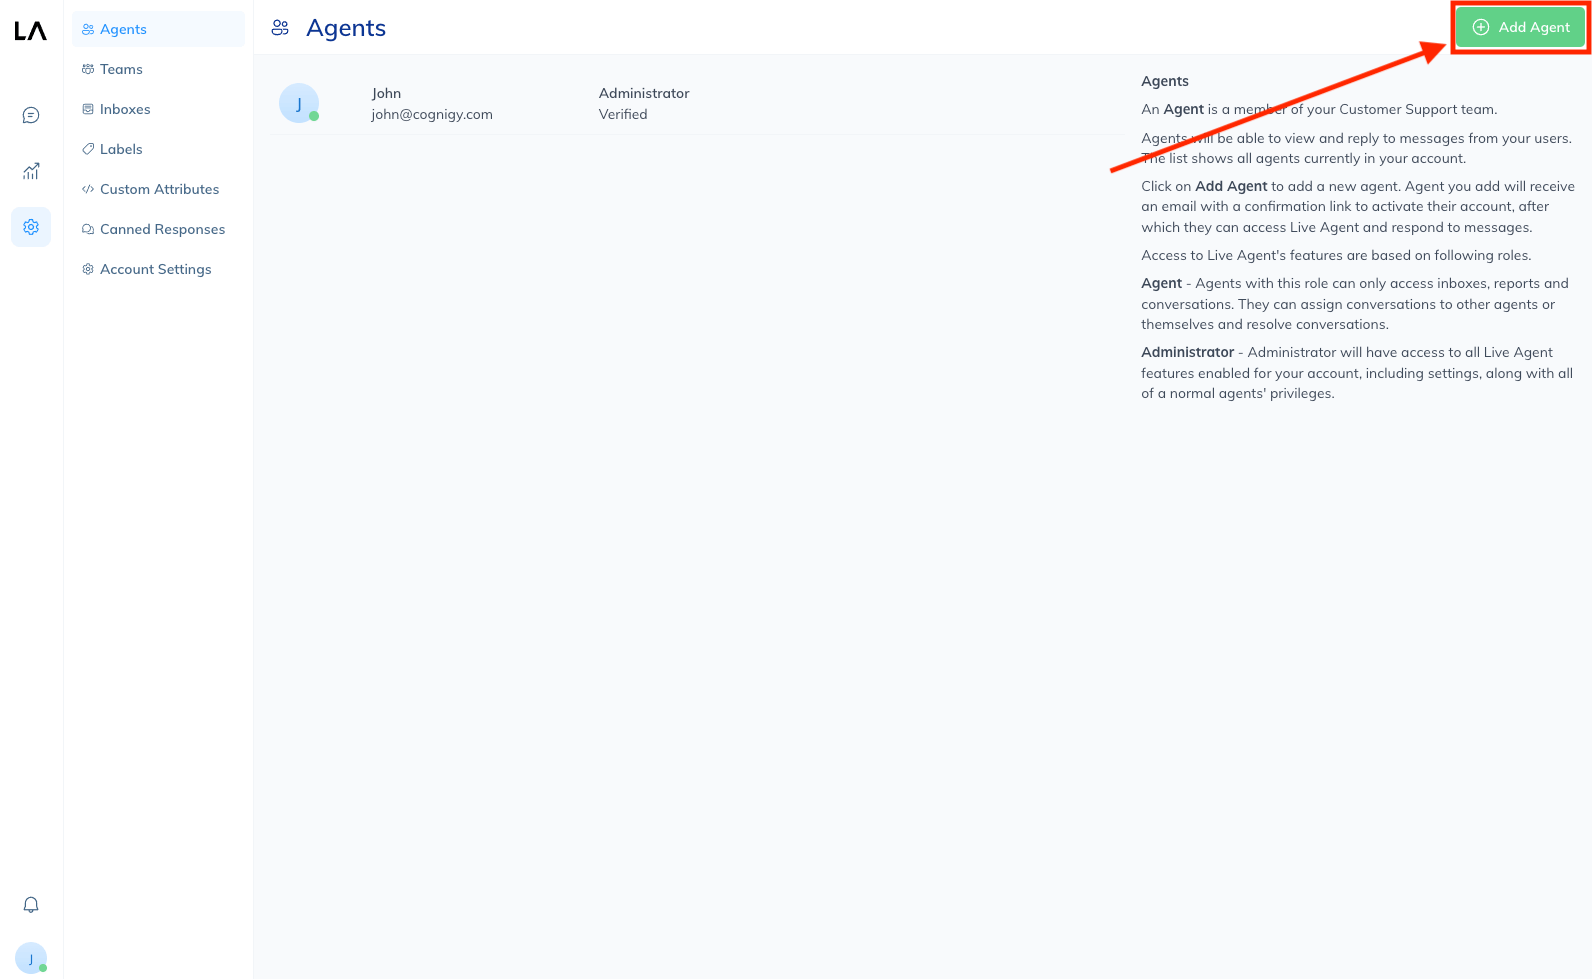 LA
Agents
Teams
Inboxes
Labels
Custom Attributes
Canned Responses
Account Settings
J
Agents
Add Agent
J
John
john@cognigy.com
Administrator
Verified
Agents
An Agent is a member of your Customer Support team.
Agents will be able to view and reply to messages from your users.
The list shows all agents currently in your account.
Click on Add Agent to add a new agent. Agent you add will receive
an email with a confirmation link to activate their account, after
which they can access Live Agent and respond to messages.
Access to Live Agent's features are based on following roles.
Agent - Agents with this role can only access inboxes, reports and
conversations. They can assign conversations to other agents or
themselves and resolve conversations.
Administrator - Administrator will have access to all Live Agent
features enabled for your account, including settings, along with all
of a normal agents' privileges.